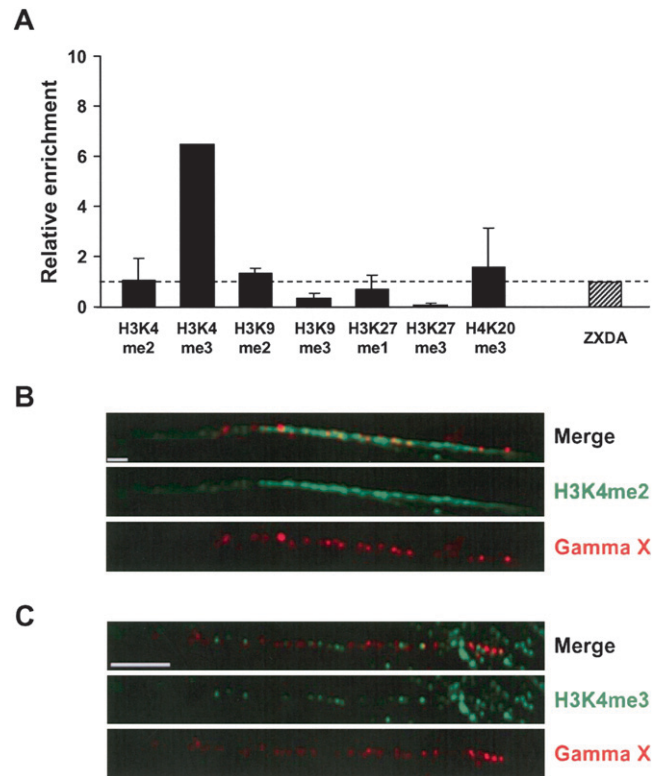 A
Relative enrichment
10
8
6
4
2
0
H3K4 me2
H3K4 me3
H3K9 me2
H3K9 me3
H3K27 me1
H3K27 me3
H4K20 me3
ZXDA
B
Merge
H3K4me2
Gamma X
C
Merge
H3K4me3
Gamma X